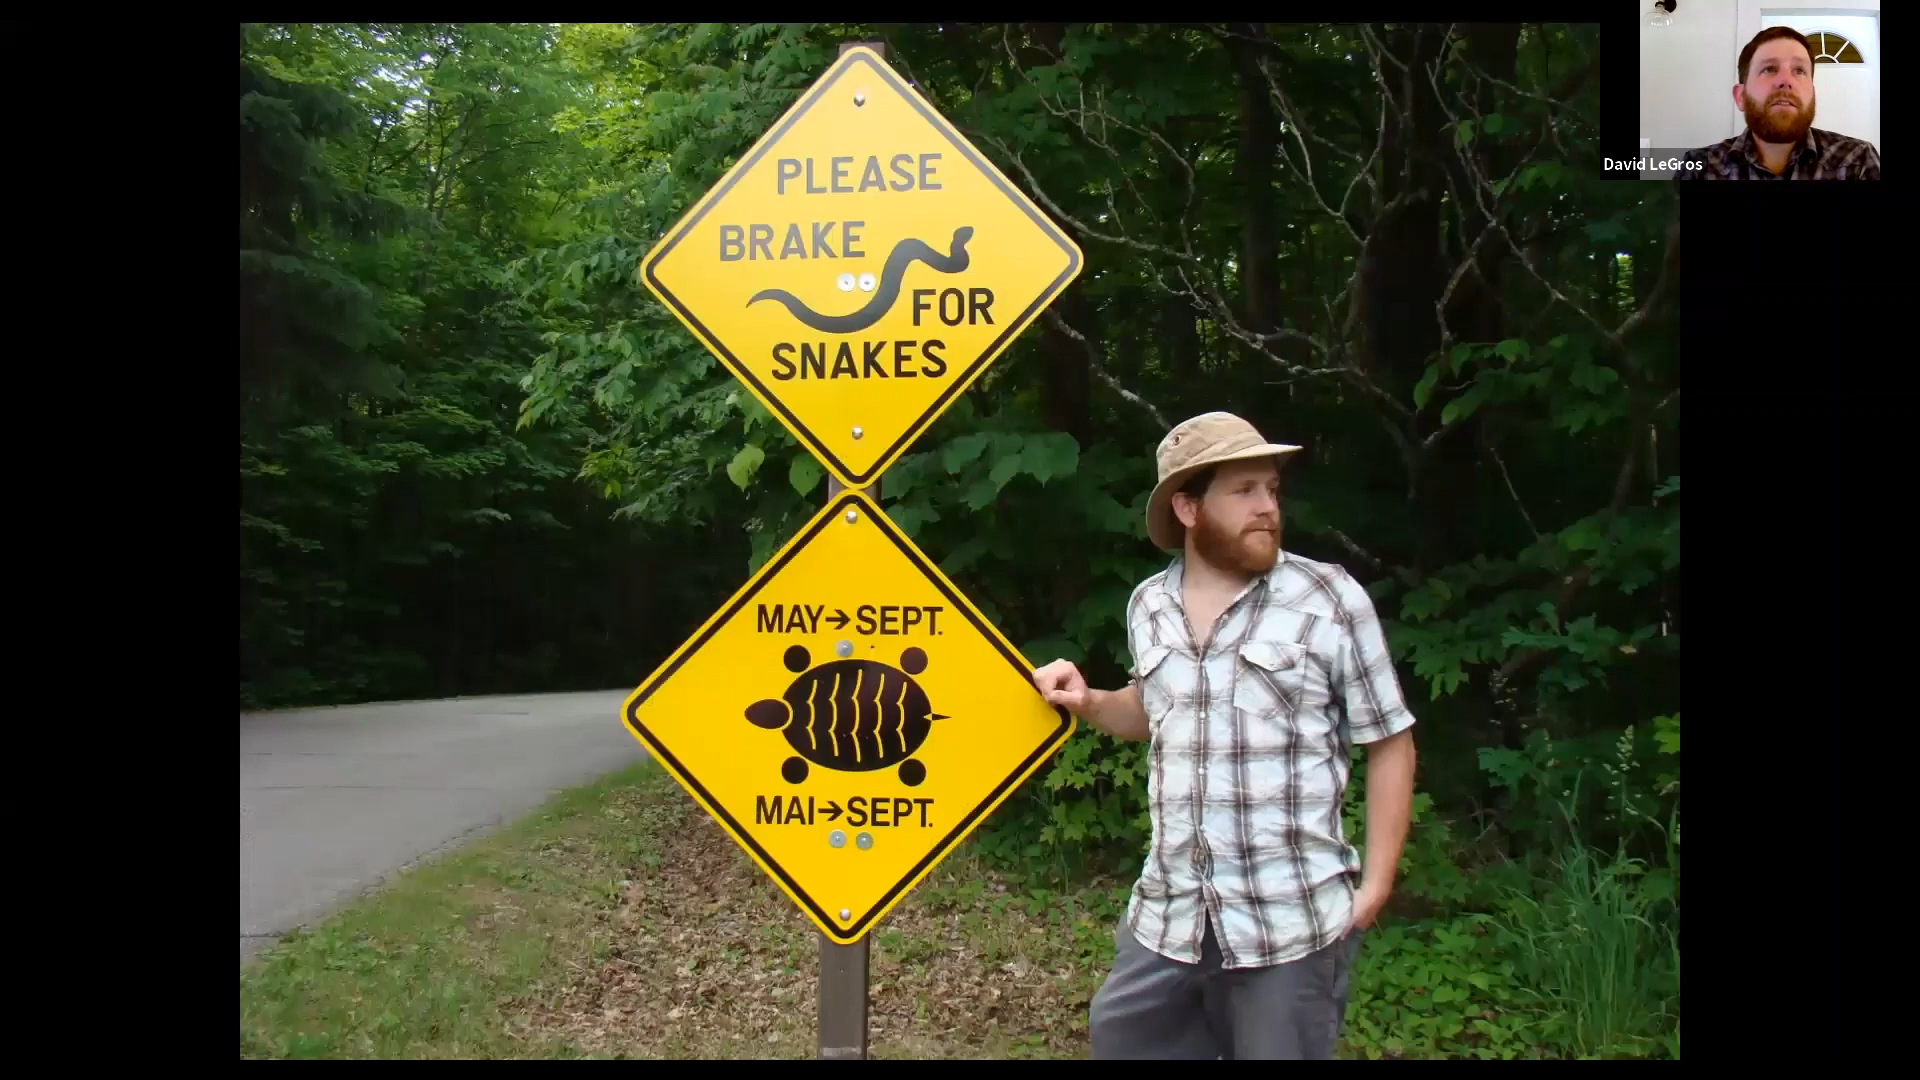 PLEASE
BRAKE
FOR
SNAKES
MAY→SEPT.
MAI→SEPT.
David LeGros